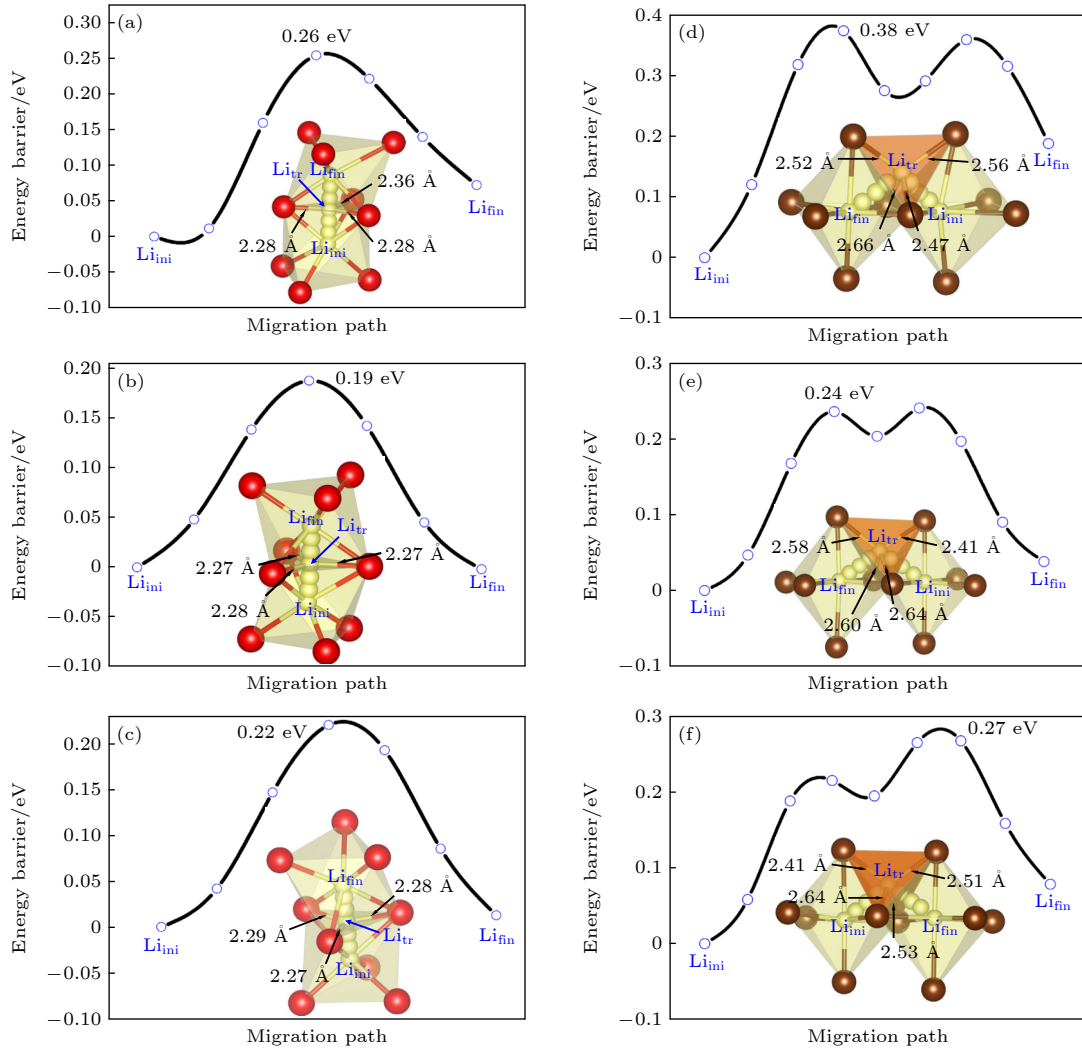 (a)
0.26 eV
Energy barrier/eV
0.30
0.25
0.20
0.15
0.10
0.05
0
−0.05
−0.10
Li_ini
Li_tr Li_fin
2.36 Å
2.28 Å
2.28 Å
Li_ini
Li_fin
Migration path
(d)
0.38 eV
Energy barrier/eV
0.4
0.3
0.2
0.1
0
−0.1
Li_ini
2.52 Å
Li_tr
2.56 Å
Li_fin
Li_ini
2.66 Å
2.47 Å
Li_fin
Migration path
(b)
0.19 eV
Energy barrier/eV
0.20
0.15
0.10
0.05
0
−0.05
−0.10
Li_ini
Li_fin
Li_tr
2.27 Å
2.27 Å
2.28 Å
Li_ini
Li_fin
Migration path
(e)
0.24 eV
Energy barrier/eV
0.3
0.2
0.1
0
−0.1
Li_ini
2.58 Å
Li_tr
2.41 Å
Li_fin
Li_ini
2.60 Å
2.64 Å
Li_fin
Migration path
(c)
0.22 eV
Energy barrier/eV
0.20
0.15
0.10
0.05
0
−0.05
−0.10
Li_ini
Li_fin
2.28 Å
2.29 Å
Li_tr
2.27 Å
Li_ini
Li_fin
Migration path
(f)
0.27 eV
Energy barrier/eV
0.3
0.2
0.1
0
−0.1
Li_ini
2.41 Å
Li_tr
2.51 Å
2.64 Å
Li_ini
Li_fin
2.53 Å
Li_fin
Migration path